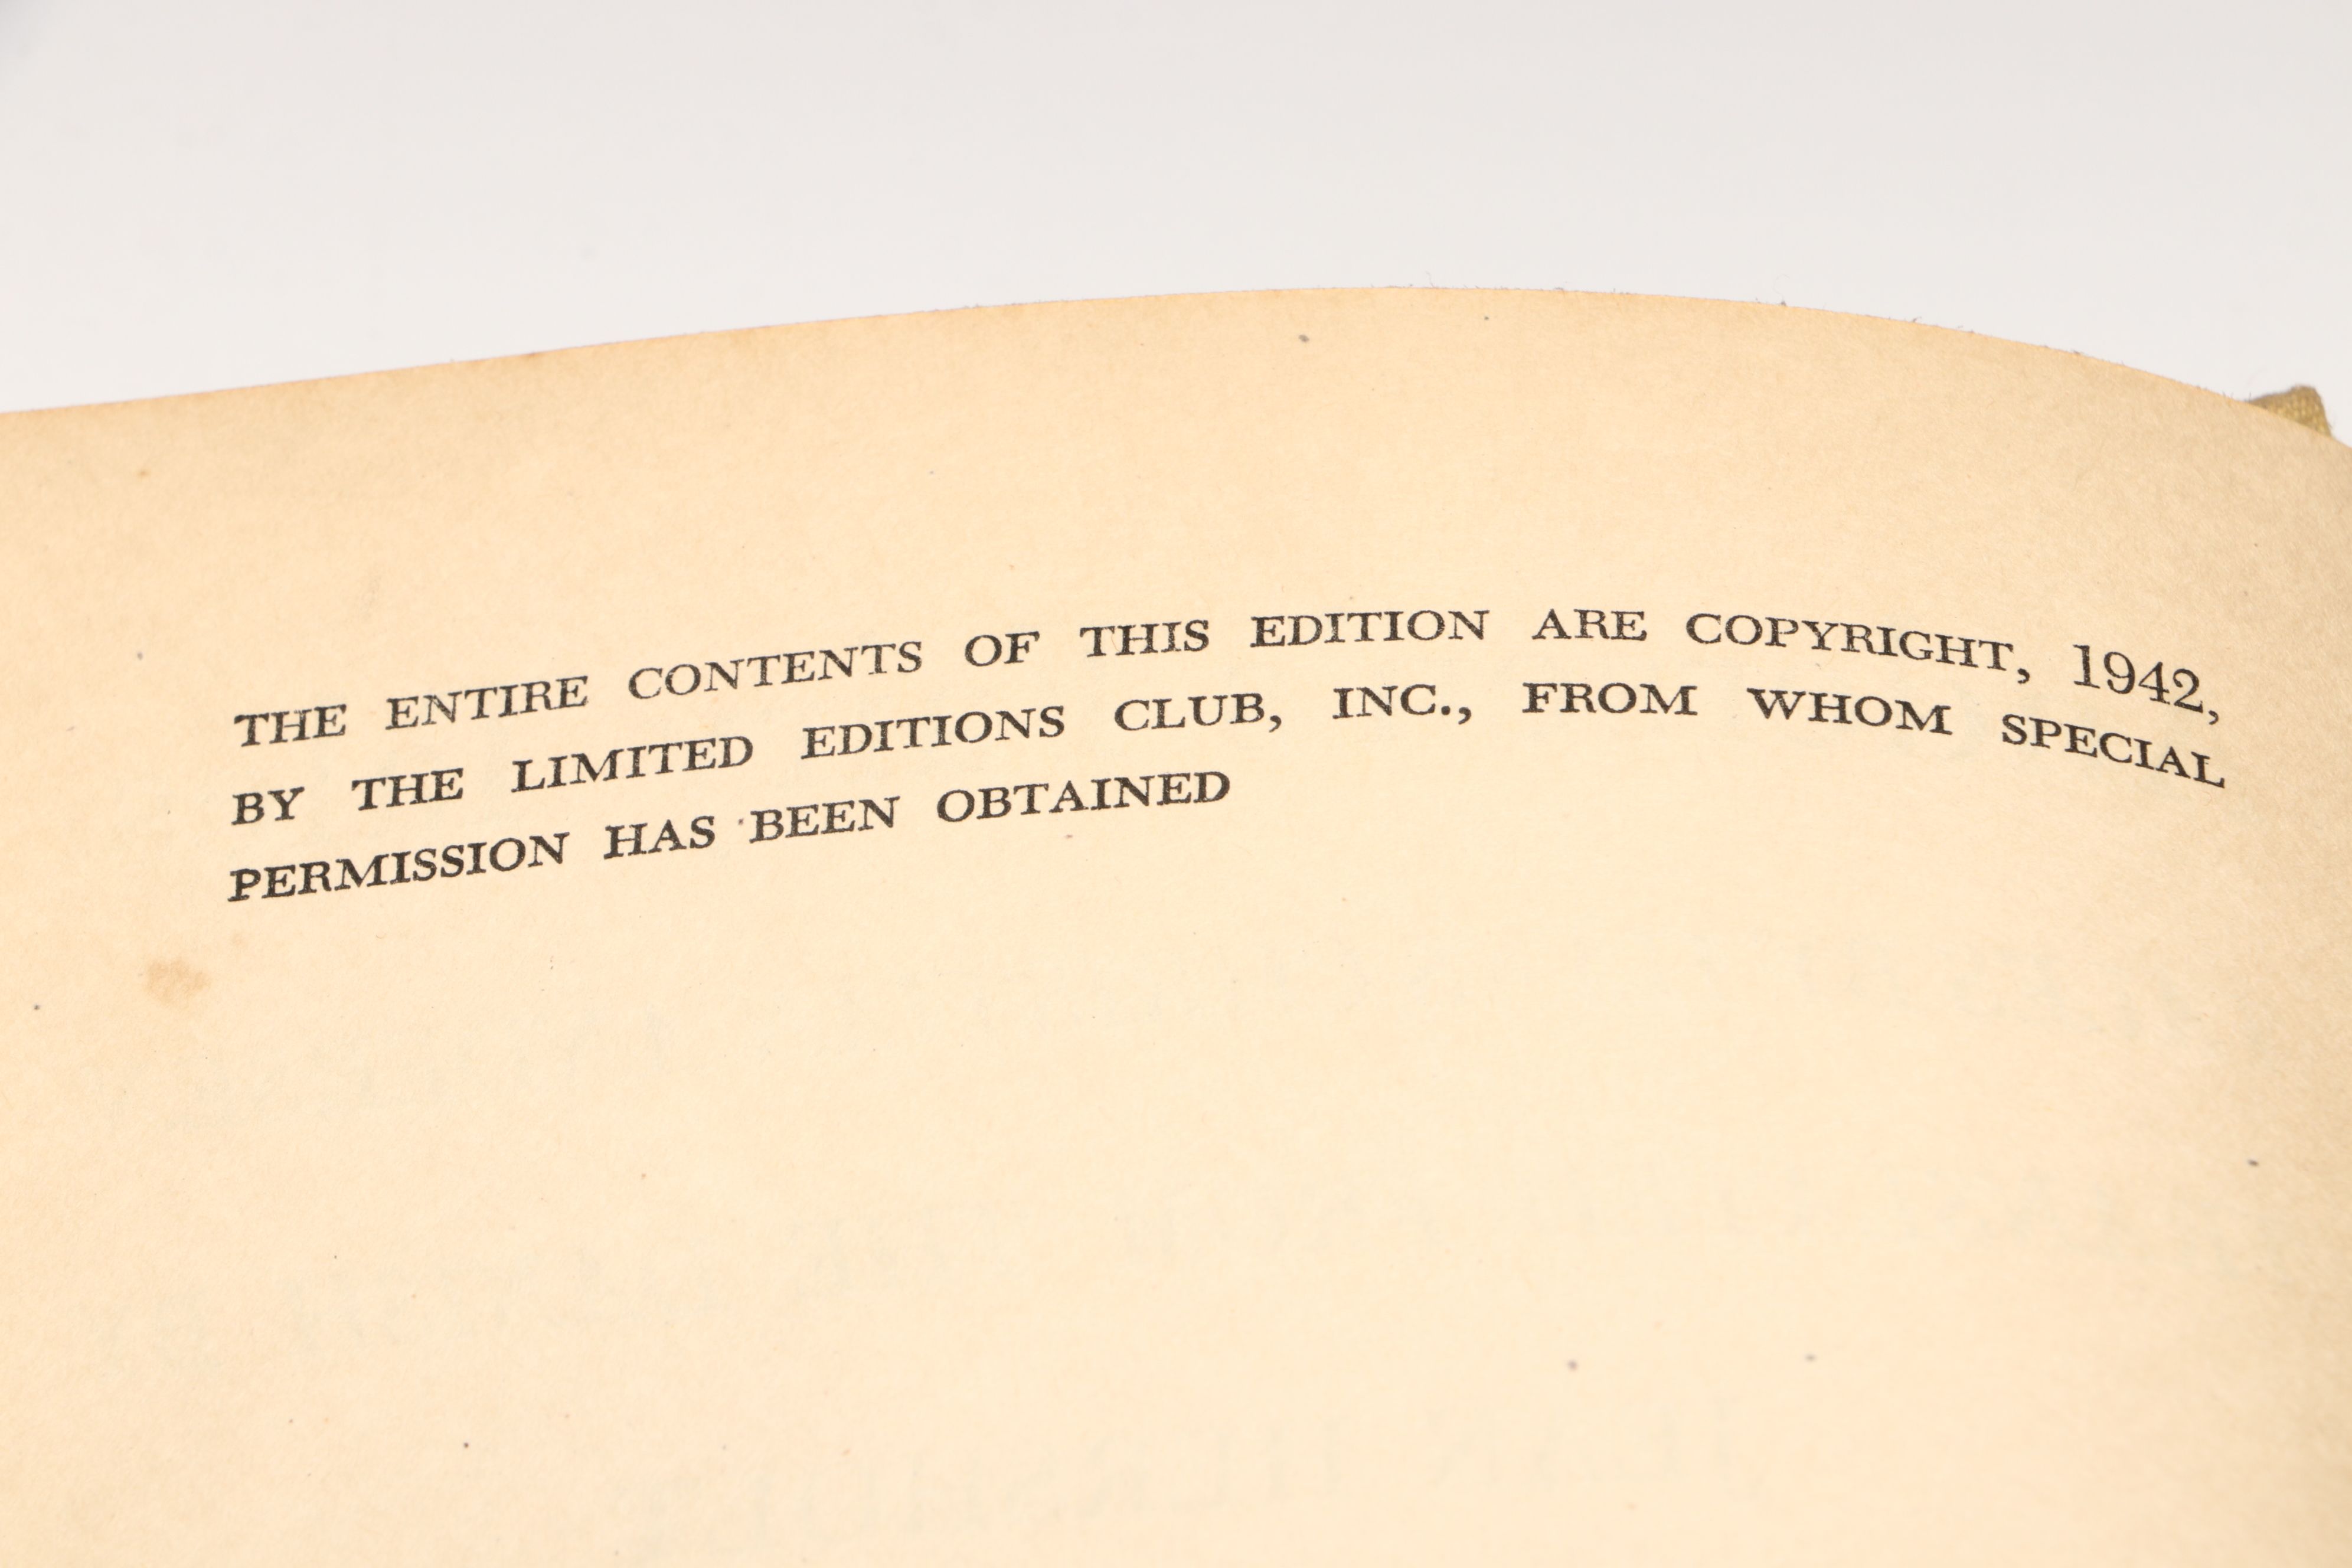 THE ENTIRE CONTENTS OF THIS EDITION ARE COPYRIGHT, 1942,
BY THE LIMITED EDITIONS CLUB, INC., FROM WHOM SPECIAL
PERMISSION HAS BEEN OBTAINED